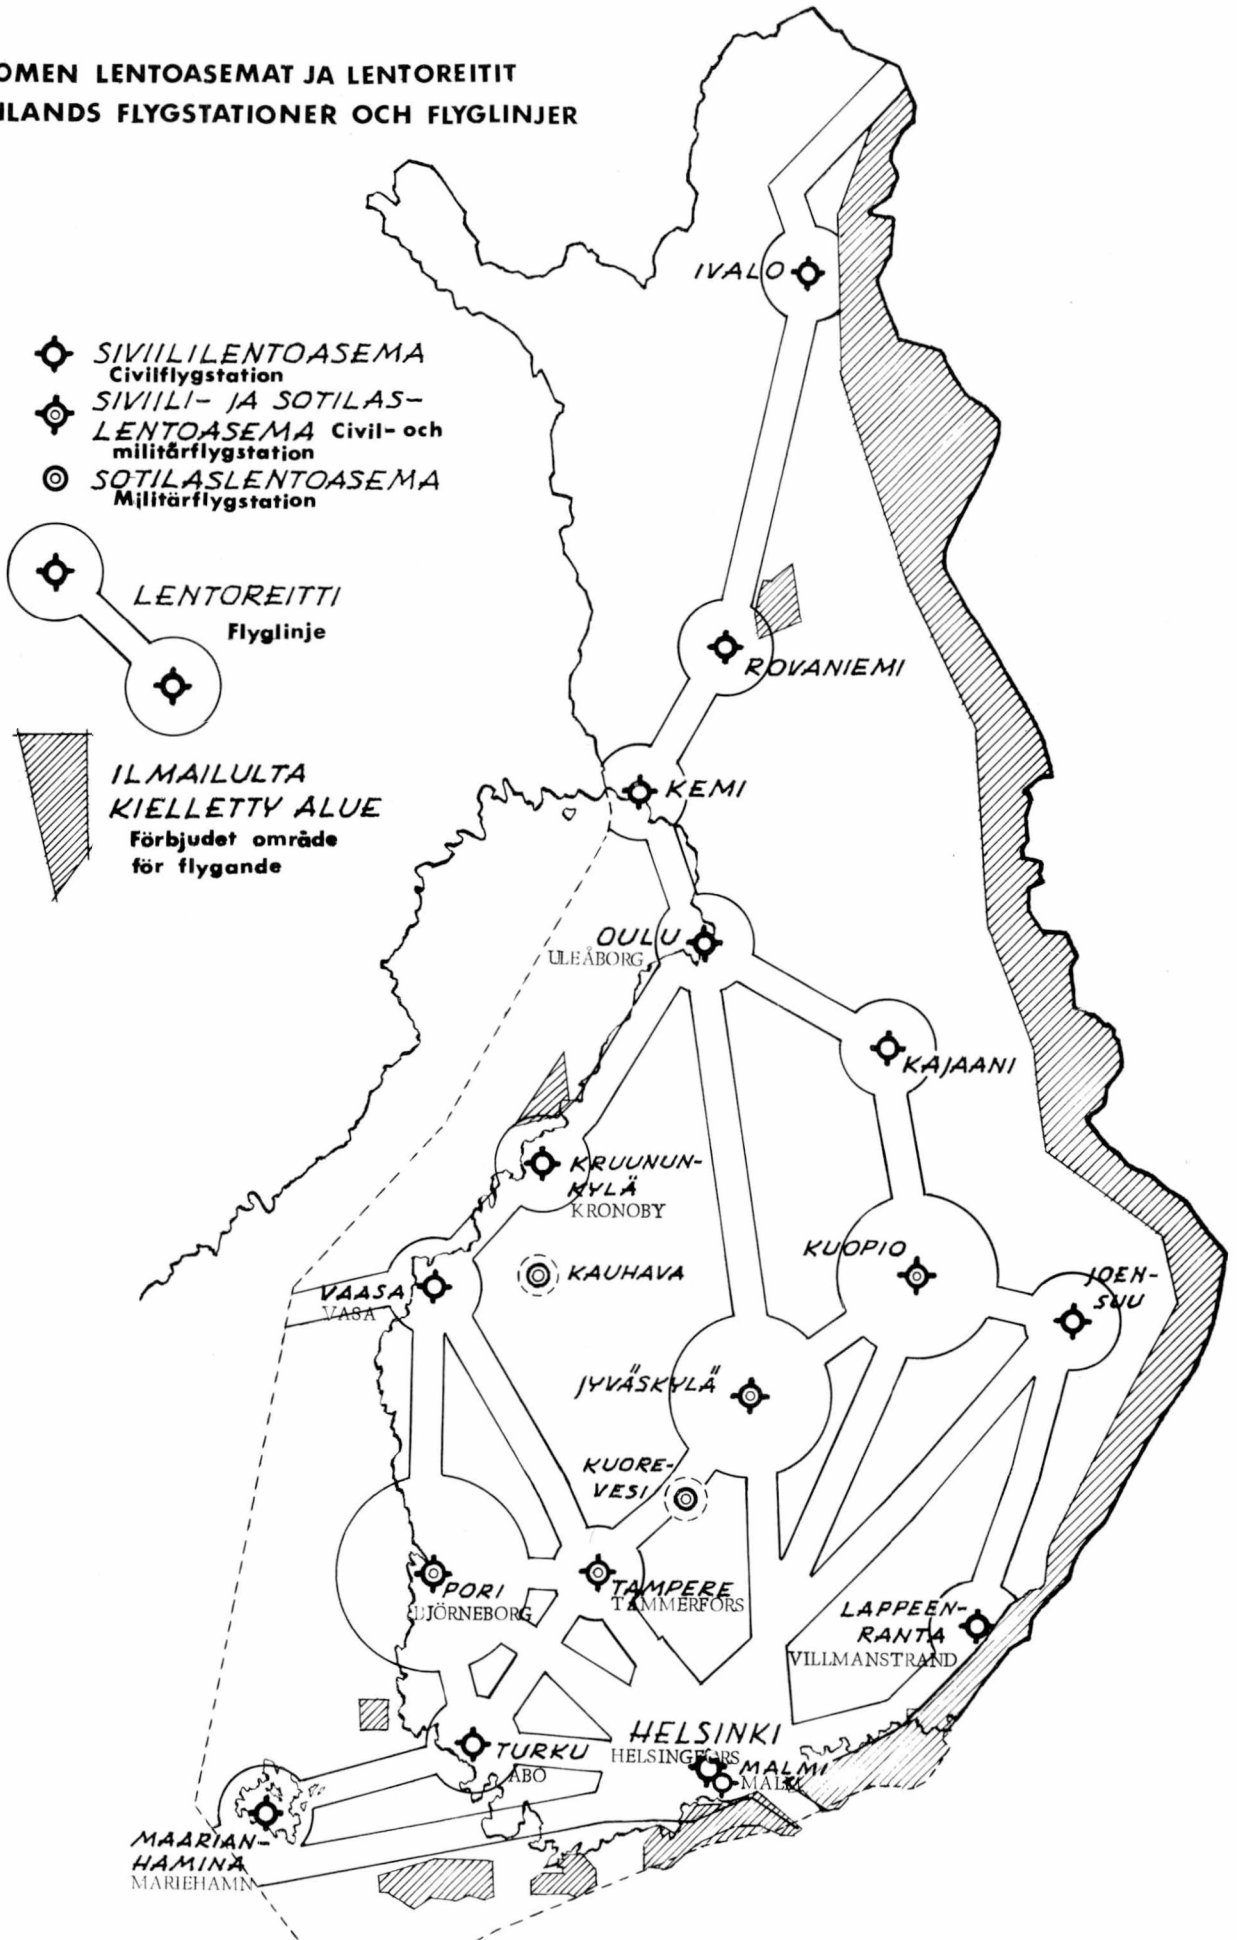 OMEN LENTOASEMAT JA LENTOREITIT
ILANDS FLYGSTATIONER OCH FLYGLINJER
IVALO
SIVIILILENTOASEMA
Civilflygstation
SIVIILI- JA SOTILAS-
LENTOASEMA Civil- och
militärflygstation
SOTILASLENTOASEMA
Militärflygstation
LENTOREITTI
Flyglinje
ROVANIEMI
ILMAILULTA
KIELLETTY ALUE
Förbjudet område
för flygande
KEMI
OULU
ULEÅBORG
KAJAANI
KRUUNUN-
KYLÄ
KRONOBY
KUOPIO
KAUHAVA
JOEN-
SUU
VAASA
VASA
JYVÄSKYLÄ
KUORE-
VESI
PORI
BJÖRNEBORG
TAMPERE
TAMMERFORS
LAPPEEN-
RANTA
VILLMANSTRAND
HELSINKI
HELSINGFORS
TURKU
ÅBO
MALMI
MALM
MAARIAN-
HAMINA
MARIEHAMN